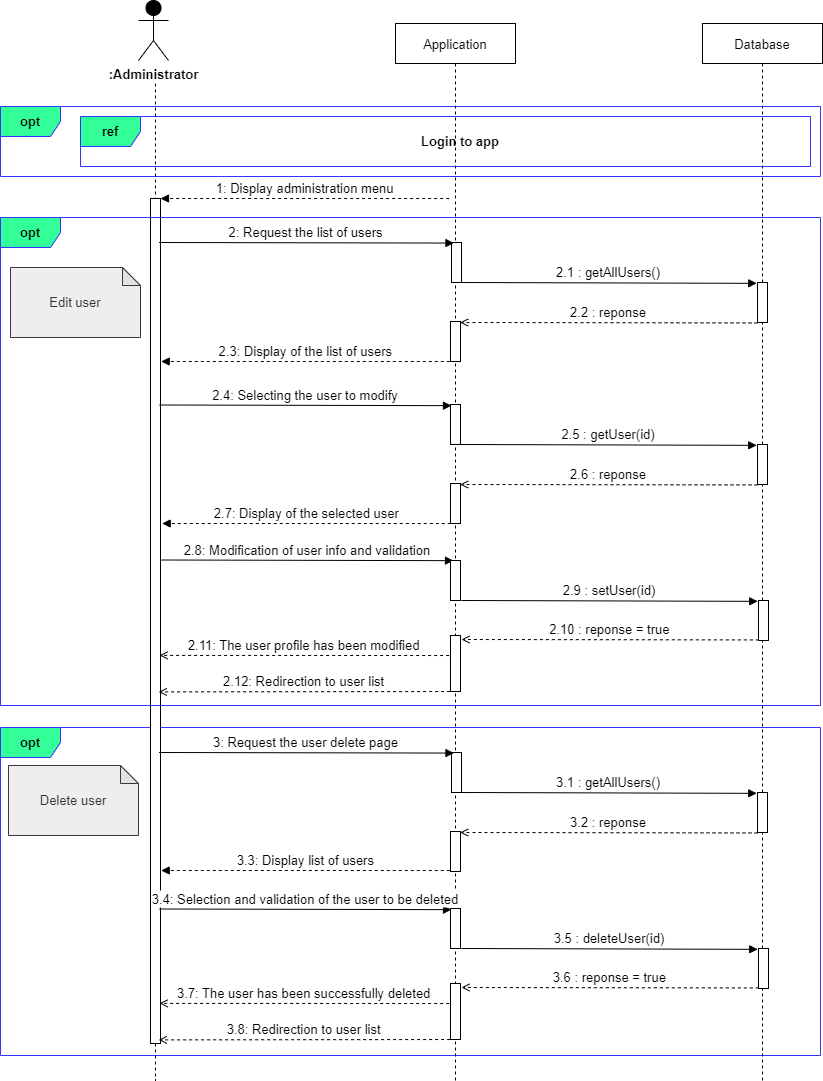 Application
Database
:Administrator
opt
ref
Login to app
1: Display administration menu
opt
2: Request the list of users
Edit user
2.1 : getAllUsers()
2.2 : reponse
2.3: Display of the list of users
2.4: Selecting the user to modify
2.5 : getUser(id)
2.6 : reponse
2.7: Display of the selected user
2.8: Modification of user info and validation
2.9 : setUser(id)
2.10 : reponse = true
2.11: The user profile has been modified
2.12: Redirection to user list
opt
3: Request the user delete page
Delete user
3.1 : getAllUsers()
3.2 : reponse
3.3: Display list of users
3.4: Selection and validation of the user to be deleted
3.5 : deleteUser(id)
3.6 : reponse = true
3.7: The user has been successfully deleted
3.8: Redirection to user list